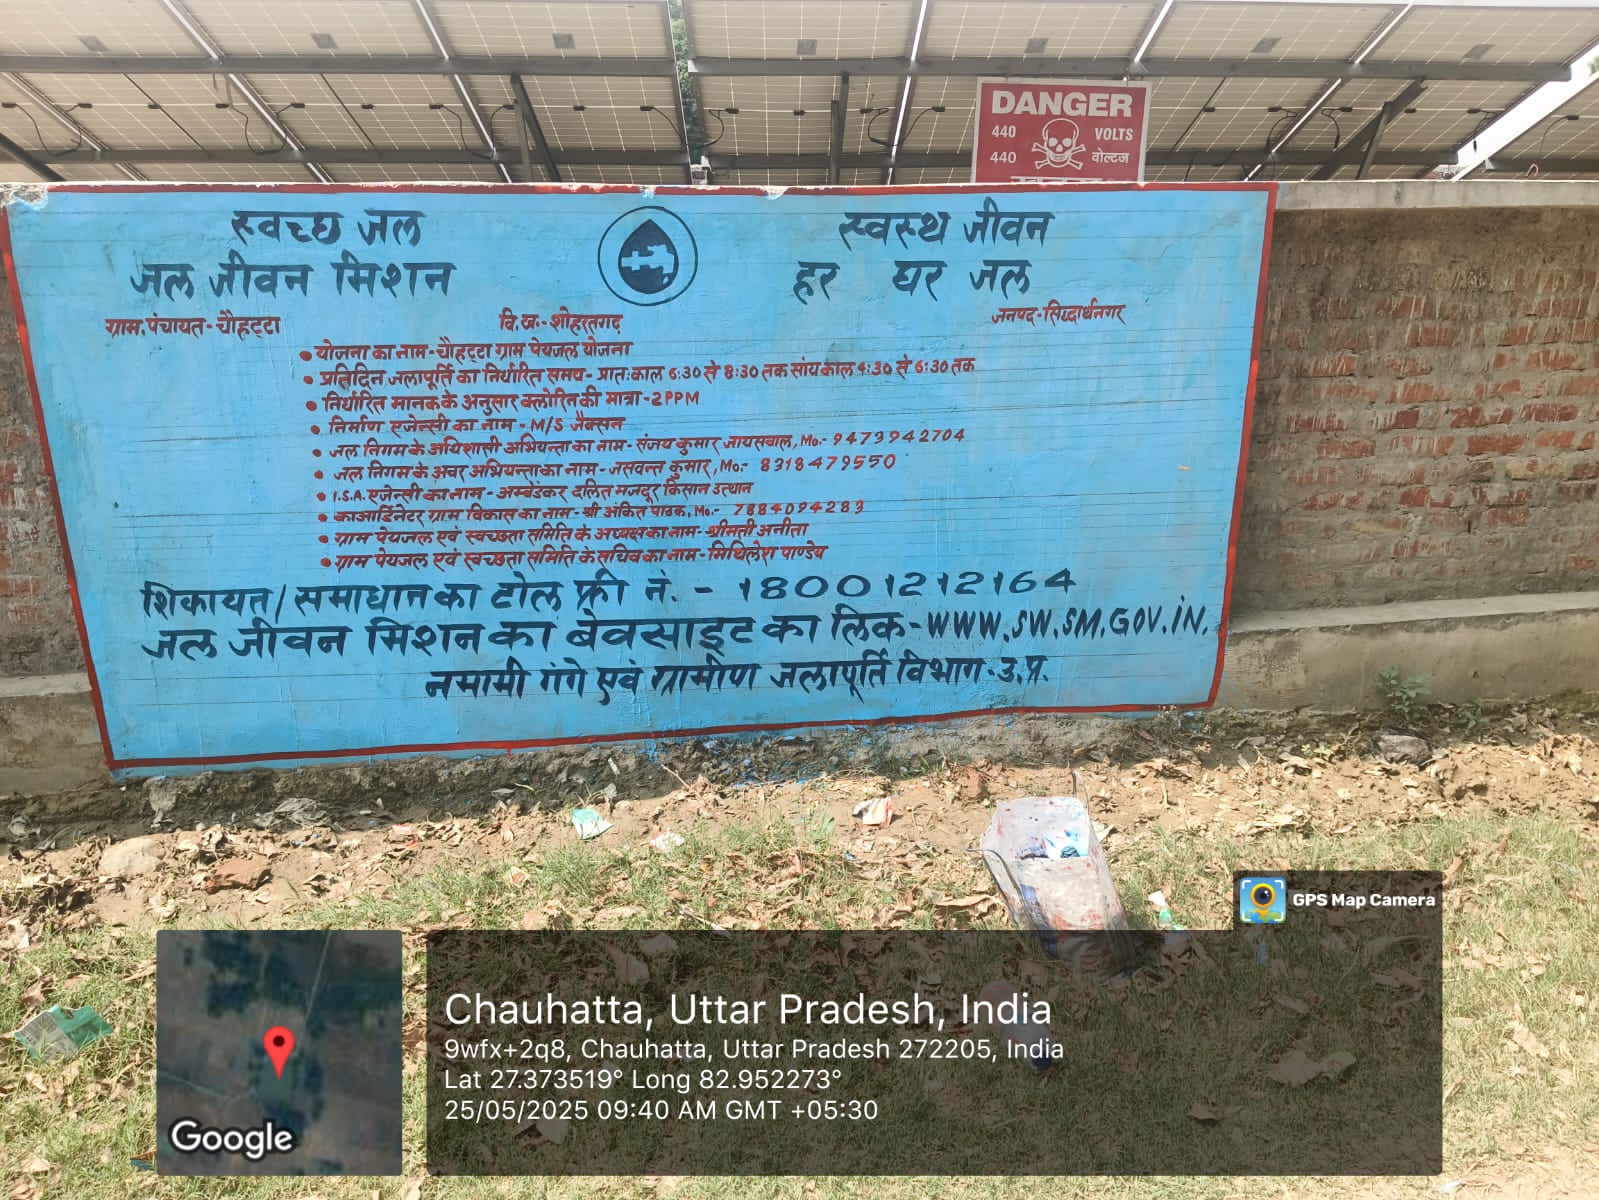 DANGER
440 VOLTS
440 वोल्टज
स्वच्छ जल स्वस्थ जीवन
जल जीवन मिशन हर घर जल
ग्राम.पंचायत-चौहट्टा वि.ख.-शोहरतगढ़ जनपद-सिद्धार्थनगर
•योजना का नाम-चौहट्टा ग्राम पेयजल योजना
•प्रतिदिन जलापूर्ति का निर्धारित समय-प्रातःकाल 6:30 से 8:30 तक सांयकाल 4:30 से 6:30 तक
•निर्धारित मानक के अनुसार क्लोरिन की मात्रा-2PPM
•निर्माण एजेन्सी का नाम-M/S जैक्सन
•जल निगम के अधिशासी अभियन्ता का नाम-संजय कुमार जायसवाल, Mo.-9473942704
•जल निगम के अवर अभियन्ता का नाम-जसवन्त कुमार, Mo:- 8318479550
•I.S.A. एजेन्सी का नाम-अम्बेडकर दलित मजदूर किसान उत्थान
•काआर्डिनेटर ग्राम विकास का नाम-श्री अंकित पाठक, Mo.- 7884094283
•ग्राम पेयजल एवं स्वच्छता समिति के अध्यक्ष का नाम-श्रीमती अनीता
•ग्राम पेयजल एवं स्वच्छता समिति के सचिव का नाम-मिथिलेश पाण्डेय
शिकायत/समाधान का टोल फ्री नं.-18001212164
जल जीवन मिशन का बेवसाइट का लिंक-WWW.SW.SM.GOV.iN.
नमामी गंगे एवं ग्रामीण जलापूर्ति विभाग-उ.प्र.
GPS Map Camera
Chauhatta, Uttar Pradesh, India
9wfx+2q8, Chauhatta, Uttar Pradesh 272205, India
Lat 27.373519° Long 82.952273°
25/05/2025 09:40 AM GMT +05:30
Google